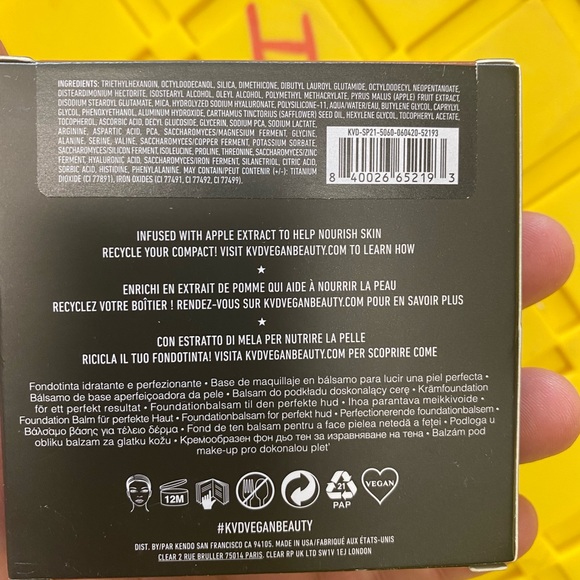 INGREDIENTS: TRIETHYLHEXANOIN, OCTYLDODECANOL, SILICA, DIMETHICONE, DIBUTYL LAUROYL GLUTAMIDE, OCTYLDODECYL NEOPENTANOATE,
DISTEARDIMONIUM HECTORITE, ISOSTEARYL ALCOHOL, OLEYL ALCOHOL, POLYMETHYL METHACRYLATE, PYRUS MALUS (APPLE) FRUIT EXTRACT,
DISODIUM STEAROYL GLUTAMATE, MICA, HYDROLYZED SODIUM HYALURONATE, POLYSILICONE-11, AQUA/WATER/EAU, BUTYLENE GLYCOL, CAPRYLYL
GLYCOL, PHENOXYETHANOL, ALUMINUM HYDROXIDE, CARTHAMUS TINCTORIUS (SAFFLOWER) SEED OIL, HEXYLENE GLYCOL, TOCOPHERYL ACETATE,
TOCOPHEROL, ASCORBIC ACID, DECYL GLUCOSIDE, GLYCERIN, SODIUM PCA, SODIUM LACTATE,
ARGININE, ASPARTIC ACID, PCA, SACCHAROMYCES/MAGNESIUM FERMENT, GLYCINE,
ALANINE, SERINE, VALINE, SACCHAROMYCES/COPPER FERMENT, POTASSIUM SORBATE,
SACCHAROMYCES/SILICON FERMENT, ISOLEUCINE, PROLINE, THREONINE, SACCHAROMYCES/ZINC
FERMENT, HYALURONIC ACID, SACCHAROMYCES/IRON FERMENT, SILANETRIOL, CITRIC ACID,
SORBIC ACID, HISTIDINE, PHENYLALANINE. MAY CONTAIN/PEUT CONTENIR (+/-): TITANIUM
DIOXIDE (CI 77891), IRON OXIDES (CI 77491, CI 77492, CI 77499).
KVD-SP21-5060-060420-52193
8 40026 65219 3
INFUSED WITH APPLE EXTRACT TO HELP NOURISH SKIN
RECYCLE YOUR COMPACT! VISIT KVDVEGANBEAUTY.COM TO LEARN HOW
ENRICHI EN EXTRAIT DE POMME QUI AIDE À NOURRIR LA PEAU
RECYCLEZ VOTRE BOÎTIER ! RENDEZ-VOUS SUR KVDVEGANBEAUTY.COM POUR EN SAVOIR PLUS
CON ESTRATTO DI MELA PER NUTRIRE LA PELLE
RICICLA IL TUO FONDOTINTA! VISITA KVDVEGANBEAUTY.COM PER SCOPRIRE COME
Fondotinta idratante e perfezionante • Base de maquillaje en bálsamo para lucir una piel perfecta •
Bálsamo de base aperfeiçoadora da pele • Balsam do podkładu doskonalący cerę • Krämfoundation
för ett perfekt resultat • Foundationbalsam til den perfekte hud • Ihoa parantava meikkivoide •
Foundation Balm für perfekte Haut • Foundationbalsam for perfekt hud • Perfectionerende foundationbalsem •
Βάλσαμο βάσης για τέλειο δέρμα • Fond de ten balsam pentru a face pielea netedă a feței • Podloga u
obliku balzam za glatku kožu • Кремообразен фон дьо тен за изравняване на тена • Balzám pod
make-up pro dokonalou pleť
12M
21
PAP
VEGAN
#KVDVEGANBEAUTY
DIST. BY/PAR KENDO SAN FRANCISCO CA 94105. MADE IN USA/FABRIQUÉ AUX ÉTATS-UNIS
CLEAR 2 RUE BRULLER 75014 PARIS. CLEAR RP UK LTD SW1V 1EJ LONDON